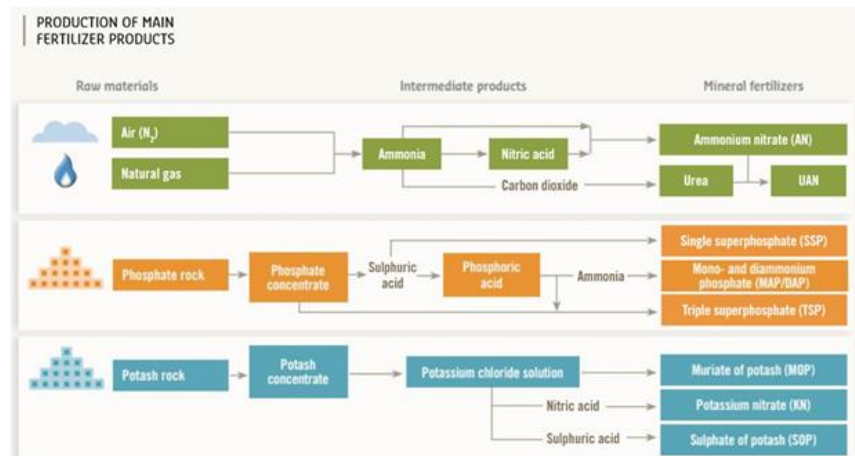 PRODUCTION OF MAIN
FERTILIZER PRODUCTS
Raw materials
Intermediate products
Mineral fertilizers
Air (N₂)
Natural gas
Ammonia
Nitric acid
Carbon dioxide
Ammonium nitrate (AN)
Urea
UAN
Phosphate rock
Phosphate
concentrate
Sulphuric
acid
Phosphoric
acid
Ammonia
Single superphosphate (SSP)
Mono- and diammonium
phosphate (MAP/DAP)
Triple superphosphate (TSP)
Potash rock
Potash
concentrate
Potassium chloride solution
Nitric acid
Sulphuric acid
Muriate of potash (MOP)
Potassium nitrate (KN)
Sulphate of potash (SOP)